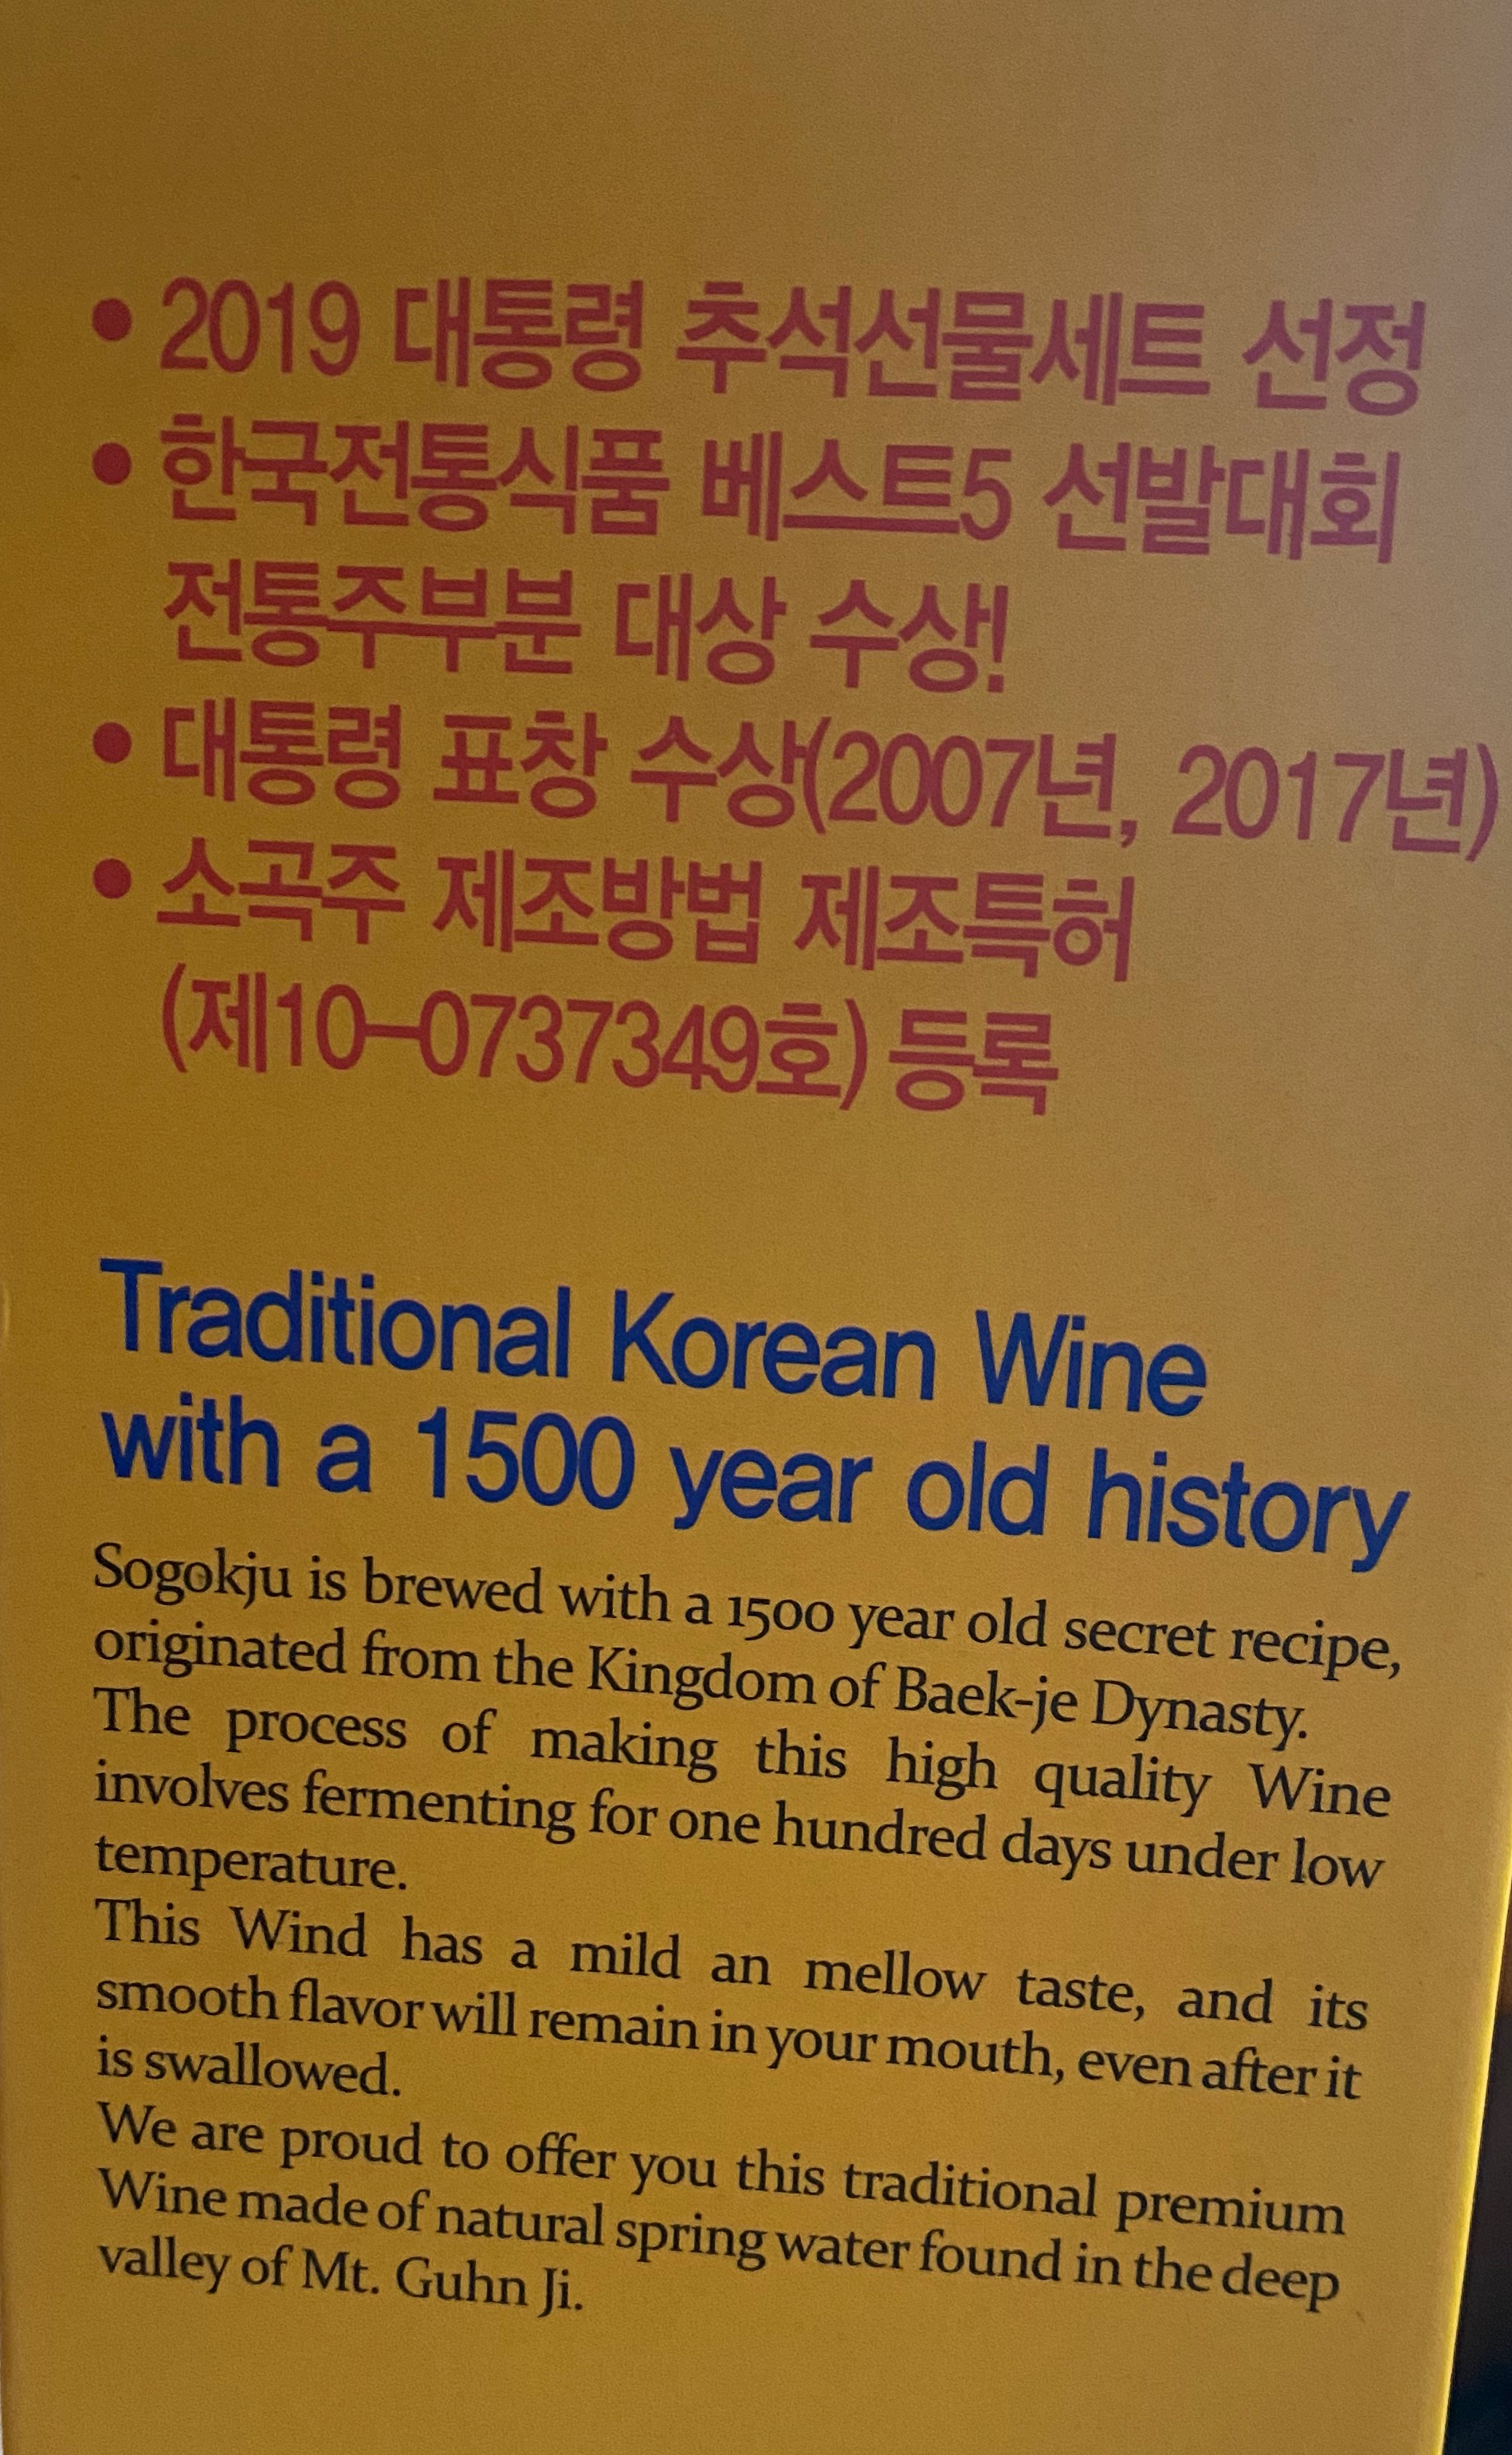 • 2019 대통령 추석선물세트 선정
• 한국전통식품 베스트5 선발대회
전통주부분 대상 수상!
• 대통령 표창 수상(2007년, 2017년)
• 소곡주 제조방법 제조특허
(제10-0737349호) 등록
Traditional Korean Wine
with a 1500 year old history
Sogokju is brewed with a 1500 year old secret recipe,
originated from the Kingdom of Baek-je Dynasty.
The process of making this high quality Wine
involves fermenting for one hundred days under low
temperature.
This Wind has a mild an mellow taste, and its
smooth flavor will remain in your mouth, even after it
is swallowed.
We are proud to offer you this traditional premium
Wine made of natural spring water found in the deep
valley of Mt. Guhn Ji.